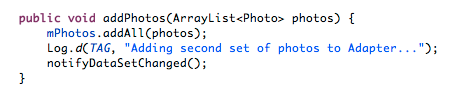 public void addPhotos(ArrayList<Photo> photos) {
    mPhotos.addAll(photos);
    Log.d(TAG, "Adding second set of photos to Adapter...");
    notifyDataSetChanged();
}